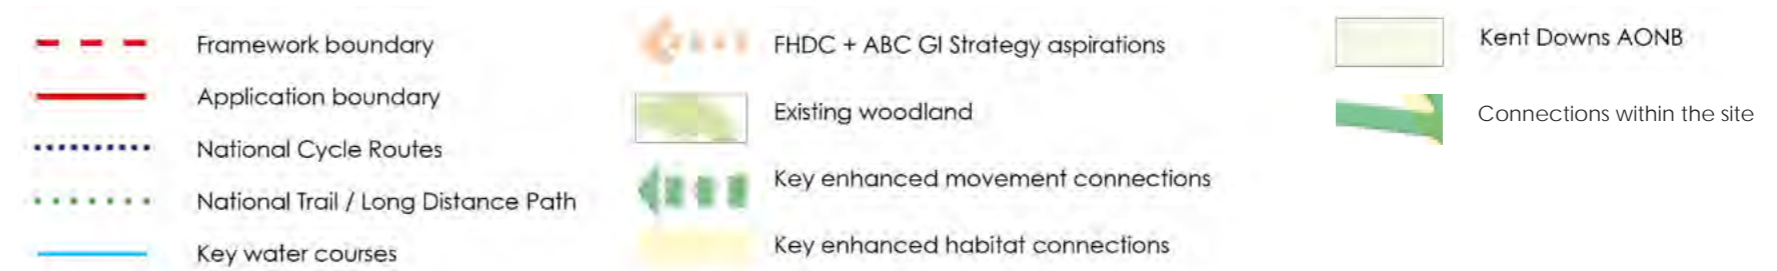 Framework boundary
Application boundary
National Cycle Routes
National Trail / Long Distance Path
Key water courses
FHDC + ABC GI Strategy aspirations
Existing woodland
Key enhanced movement connections
Key enhanced habitat connections
Kent Downs AONB
Connections within the site